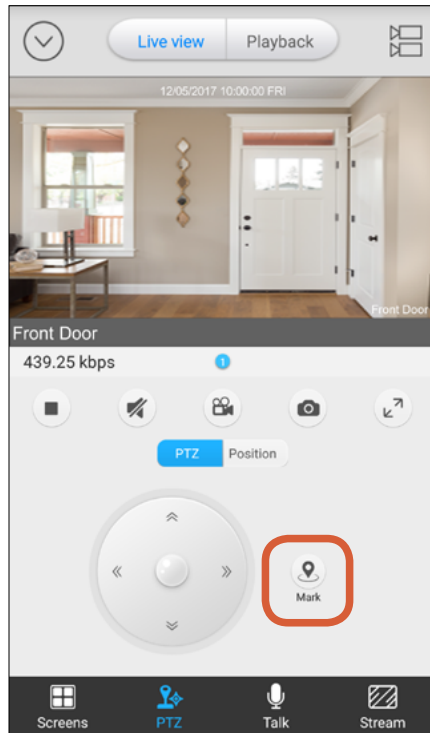 Live view Playback
12/05/2017 10:00:00 FRI
Front Door
Front Door
439.25 kbps 1
PTZ Position
Mark
Screens PTZ Talk Stream